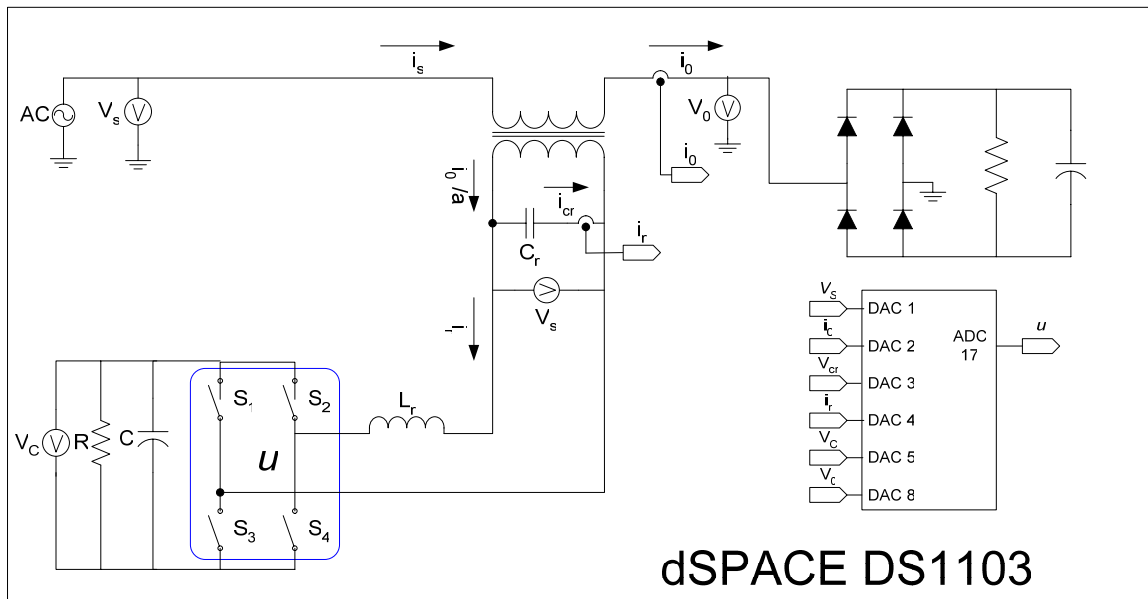 i_s
i_0
AC
V_s
V_0
i_0
i_0 /a
i_cr
C_r
i_r
V_s
i_r
V_S
DAC 1
i_0
DAC 2
V_cr
DAC 3
i_r
DAC 4
V_C
DAC 5
V_0
DAC 8
ADC
17
u
S_1
S_2
L_r
V_C
R
C
u
S_3
S_4
dSPACE DS1103